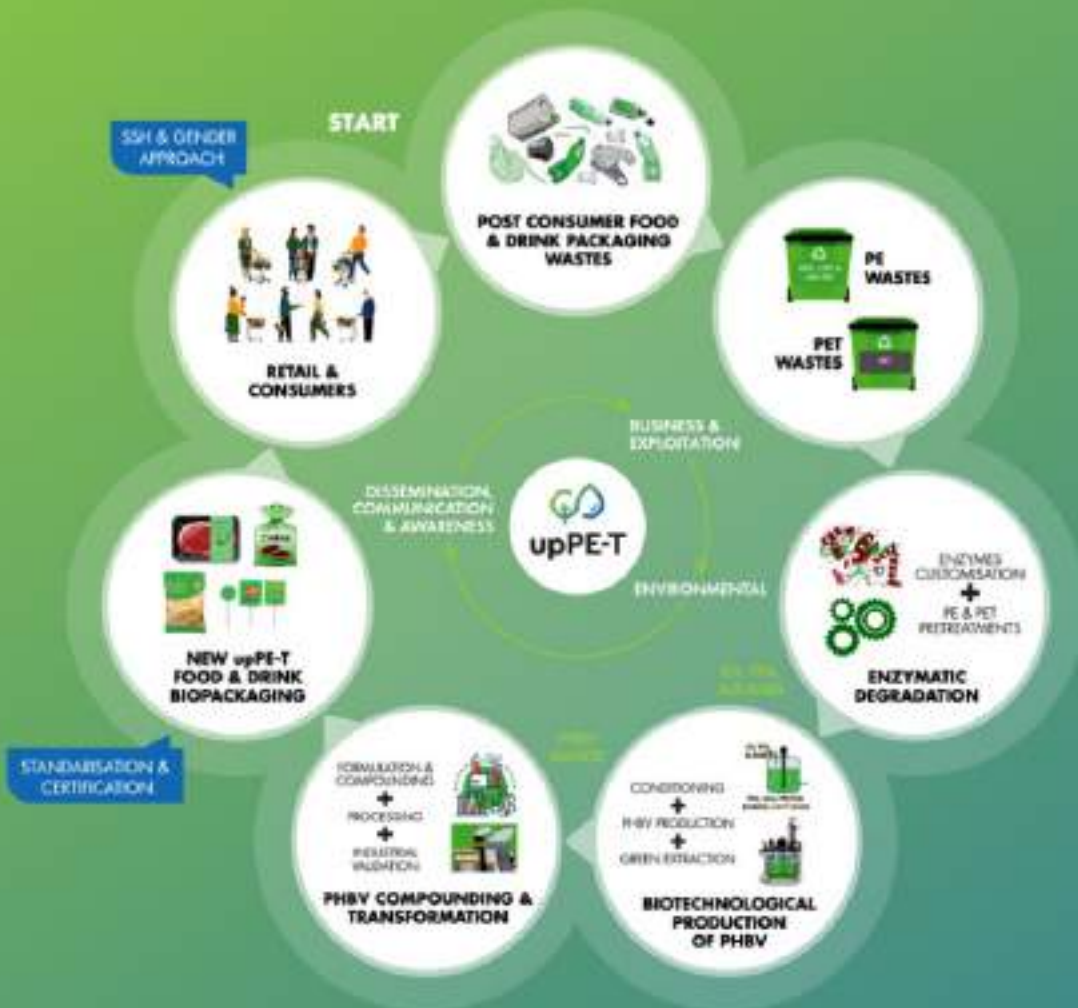 START
SSH & GENDER
APPROACH
POST CONSUMER FOOD
& DRINK PACKAGING
WASTES
PE
WASTES
PET
WASTES
RETAIL &
CONSUMERS
BUSINESS &
EXPLOITATION
DISSEMINATION,
COMMUNICATION
& AWARENESS
upPE-T
ENVIRONMENTAL
ENZYMES
CUSTOMISATION
+
PE & PET
PRETREATMENTS
ENZYMATIC
DEGRADATION
NEW upPE-T
FOOD & DRINK
BIOPACKAGING
STANDARISATION &
CERTIFICATION
FORMULATION &
COMPOUNDING
+
PROCESSING
+
INDUSTRIAL
VALIDATION
PHBV COMPOUNDING &
TRANSFORMATION
CONDITIONING
+
PHBV PRODUCTION
+
GREEN EXTRACTION
BIOTECHNOLOGICAL
PRODUCTION
OF PHBV